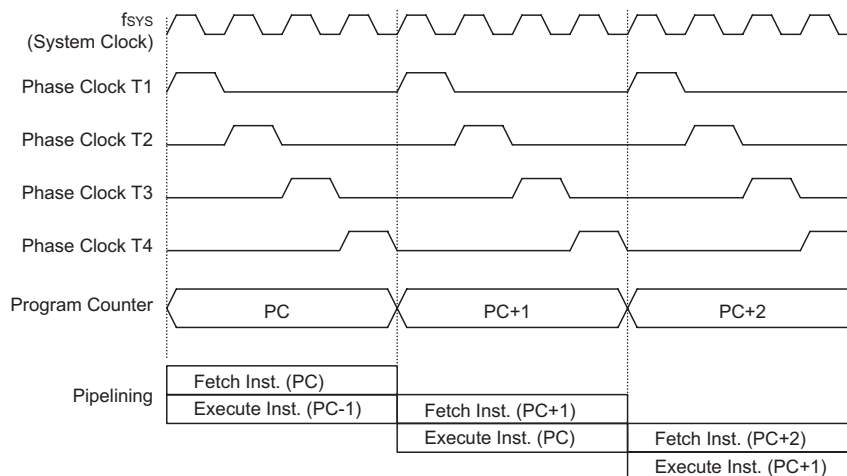 fSYS
(System Clock)
Phase Clock T1
Phase Clock T2
Phase Clock T3
Phase Clock T4
Program Counter
PC
PC+1
PC+2
Pipelining
Fetch Inst. (PC)
Execute Inst. (PC-1)
Fetch Inst. (PC+1)
Execute Inst. (PC)
Fetch Inst. (PC+2)
Execute Inst. (PC+1)